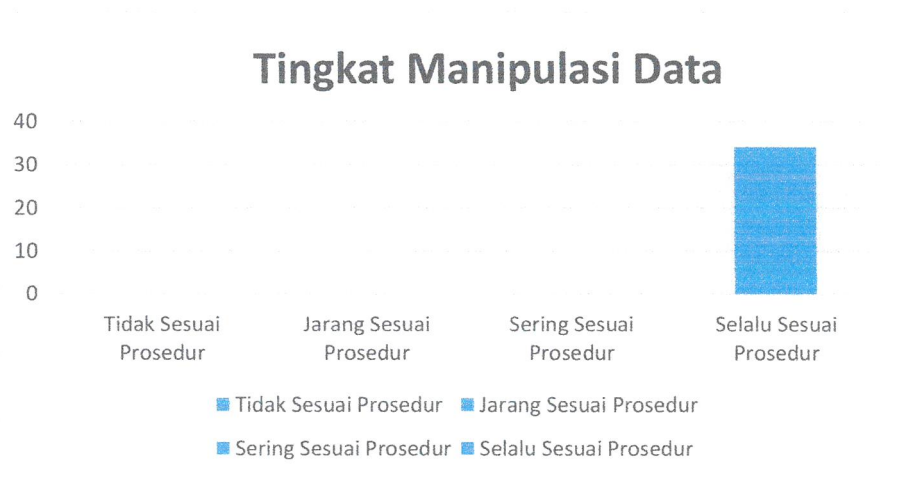 Tingkat Manipulasi Data
40
30
20
10
0
Tidak Sesuai Prosedur
Jarang Sesuai Prosedur
Sering Sesuai Prosedur
Selalu Sesuai Prosedur
Tidak Sesuai Prosedur
Jarang Sesuai Prosedur
Sering Sesuai Prosedur
Selalu Sesuai Prosedur